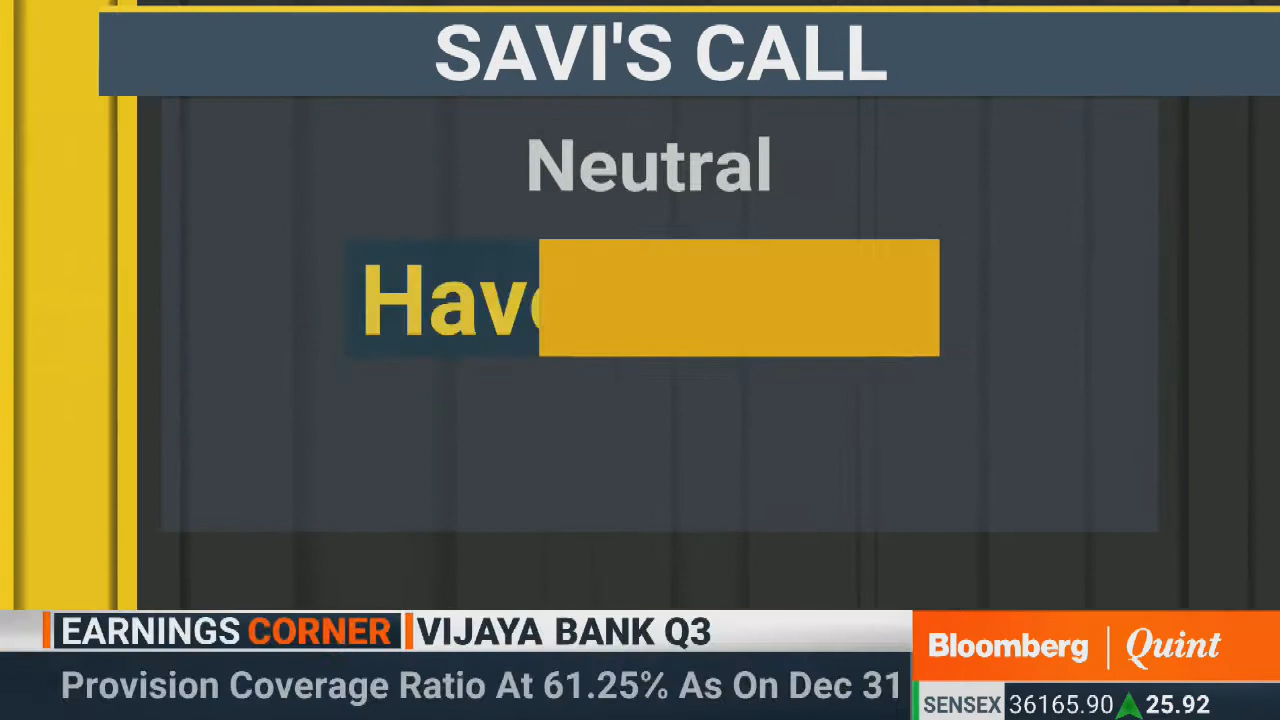 SAVI'S CALL
Neutral
EARNINGS CORNER VIJAYA BANK Q3
Provision Coverage Ratio At 61.25% As On Dec 31
Bloomberg | Quint
SENSEX 36165.90 ▲ 25.92